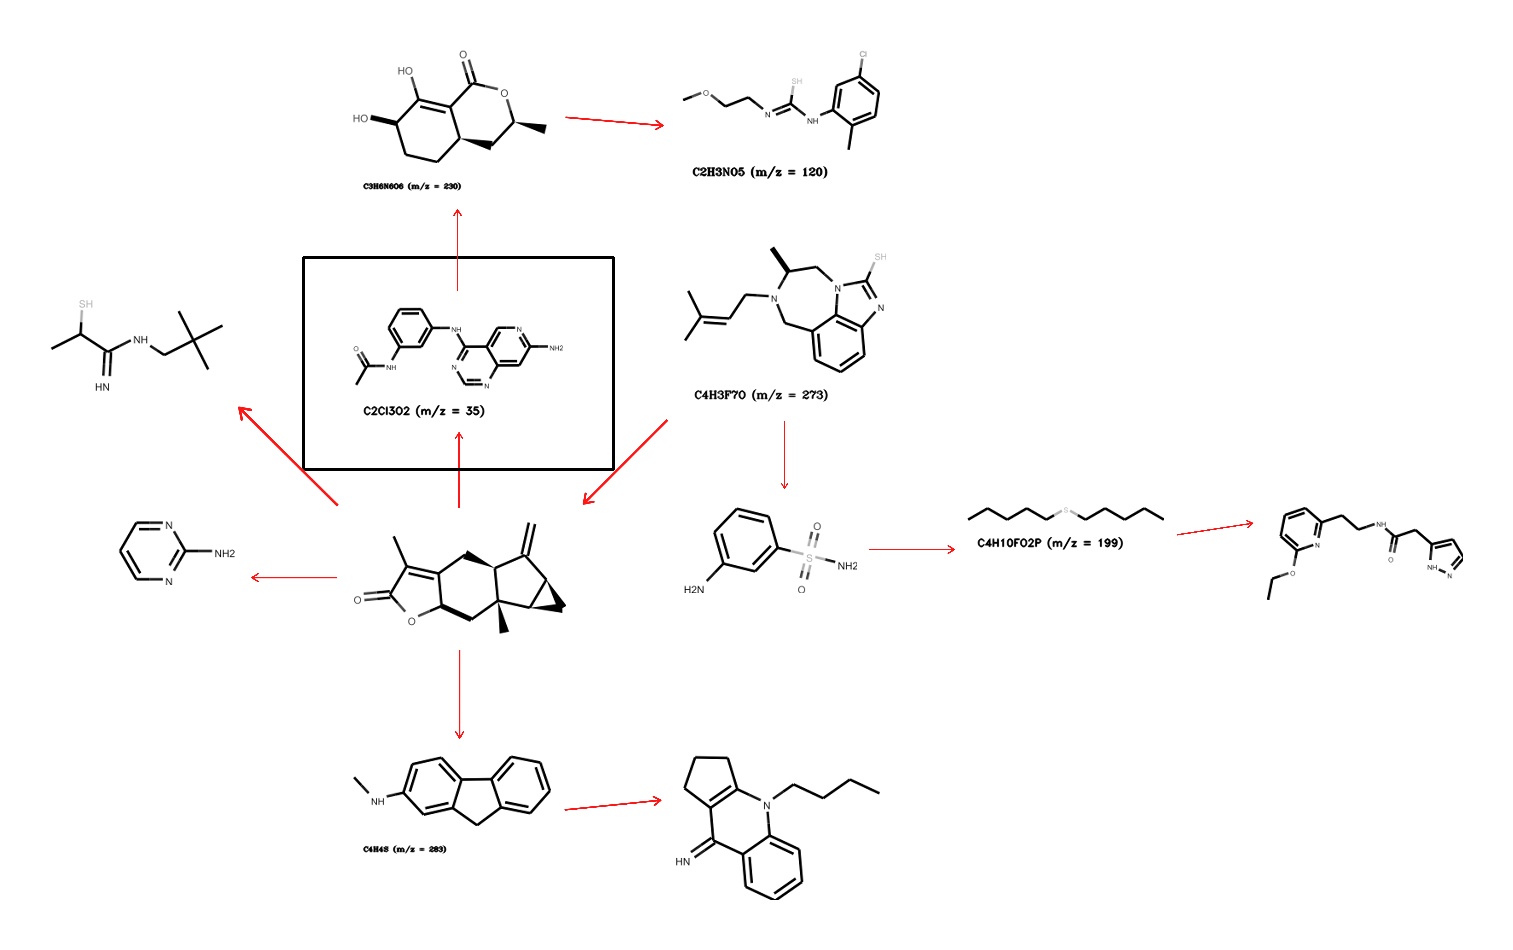 O
HO
O
HO
C3H6N6O6 (m/z = 230)
Cl
SH
O
N
NH
C2H3NO5 (m/z = 120)
SH
NH
HN
NH
N
NH2
O
NH
N
N
C2Cl3O2 (m/z = 35)
SH
N
N
N
C4H3F7O (m/z = 273)
N
NH2
N
O
O
O
S
NH2
O
H2N
S
C4H10FO2P (m/z = 199)
NH
N
O
O
NH
N
NH
C4H4S (m/z = 283)
N
HN